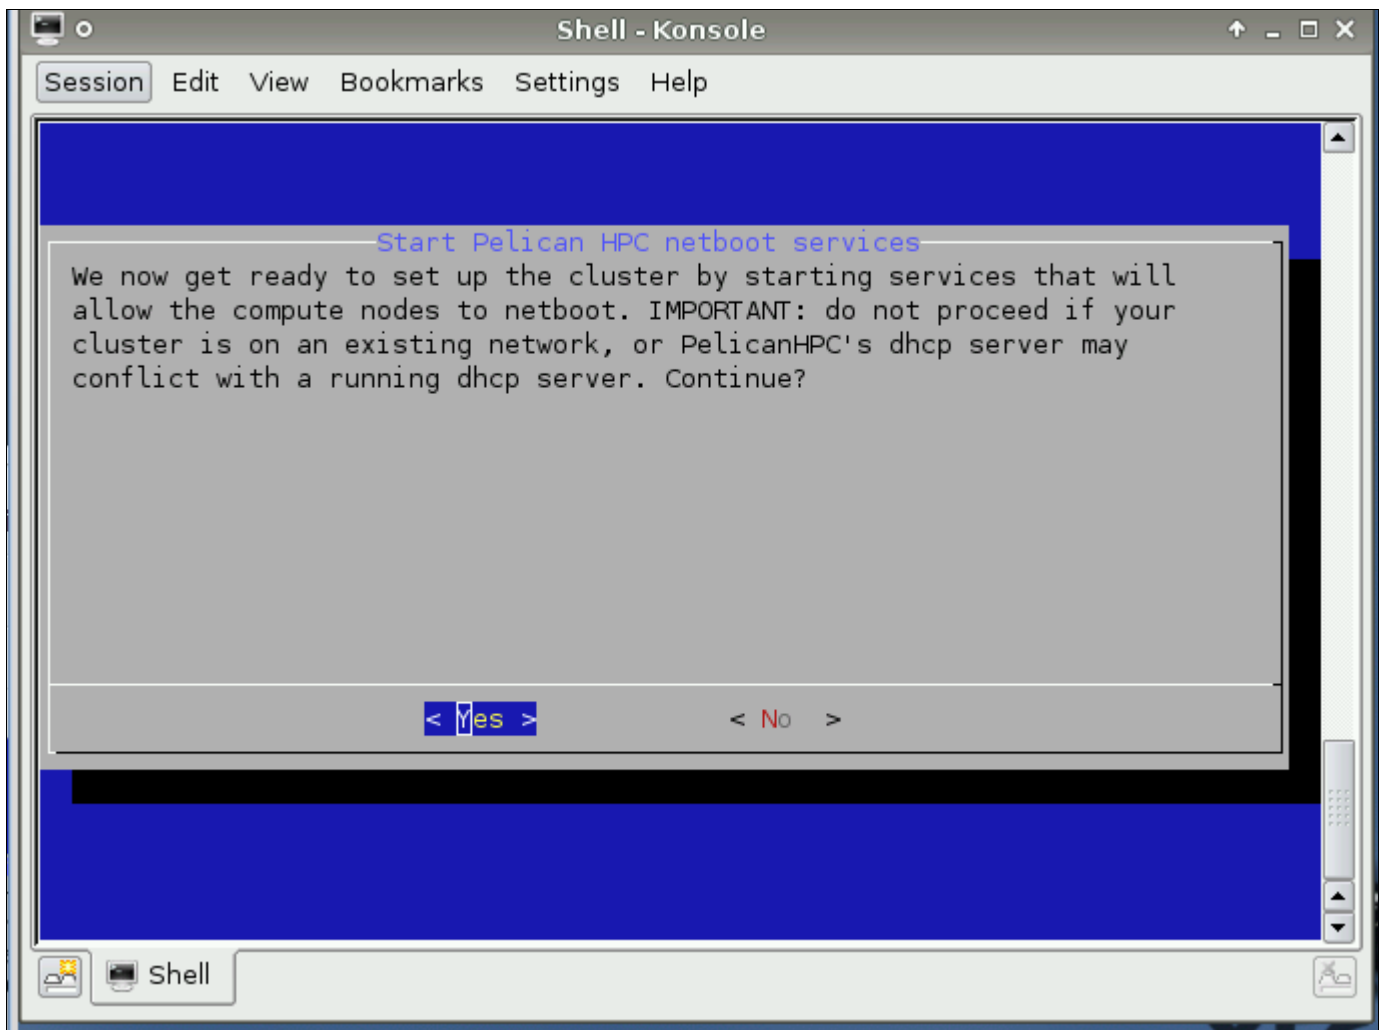 Shell - Konsole
Session Edit View Bookmarks Settings Help
Start Pelican HPC netboot services
We now get ready to set up the cluster by starting services that will
allow the compute nodes to netboot. IMPORTANT: do not proceed if your
cluster is on an existing network, or PelicanHPC's dhcp server may
conflict with a running dhcp server. Continue?
< Yes > < No >
Shell